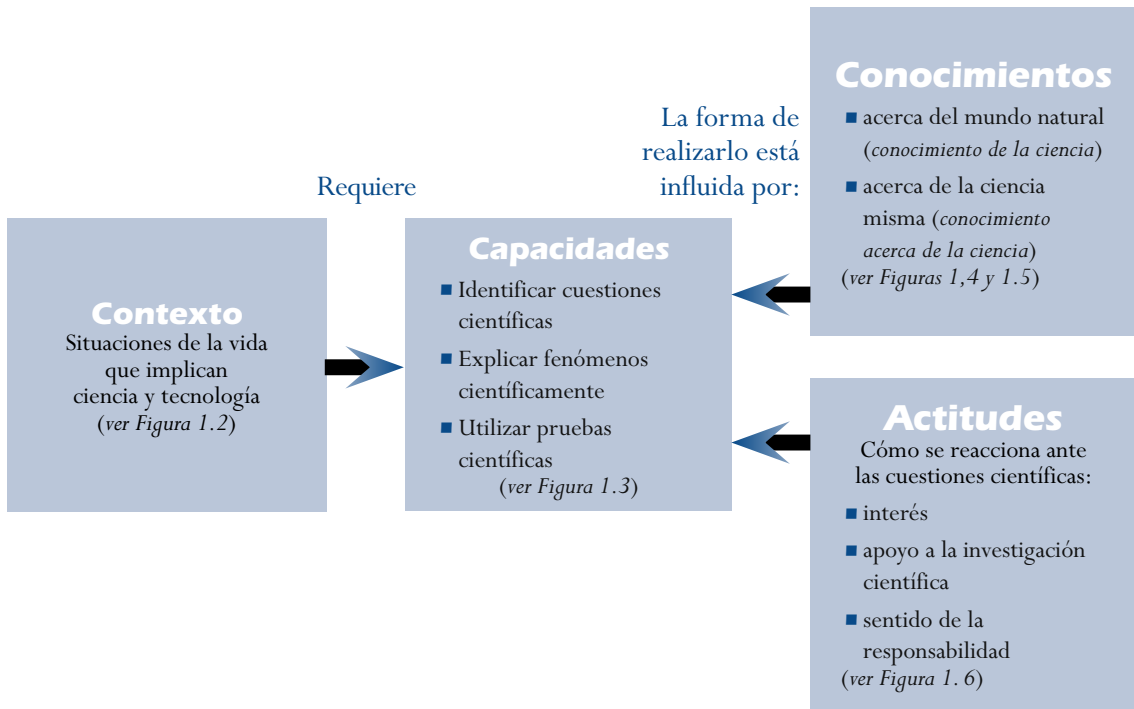 Requiere
Contexto
Situaciones de la vida
que implican
ciencia y tecnología
(ver Figura 1.2)
Capacidades
■ Identificar cuestiones
científicas
■ Explicar fenómenos
científicamente
■ Utilizar pruebas
científicas
(ver Figura 1.3)
La forma de
realizarlo está
influida por:
Conocimientos
■ acerca del mundo natural
(conocimiento de la ciencia)
■ acerca de la ciencia
misma (conocimiento
acerca de la ciencia)
(ver Figuras 1,4 y 1.5)
Actitudes
Cómo se reacciona ante
las cuestiones científicas:
■ interés
■ apoyo a la investigación
científica
■ sentido de la
responsabilidad
(ver Figura 1. 6)